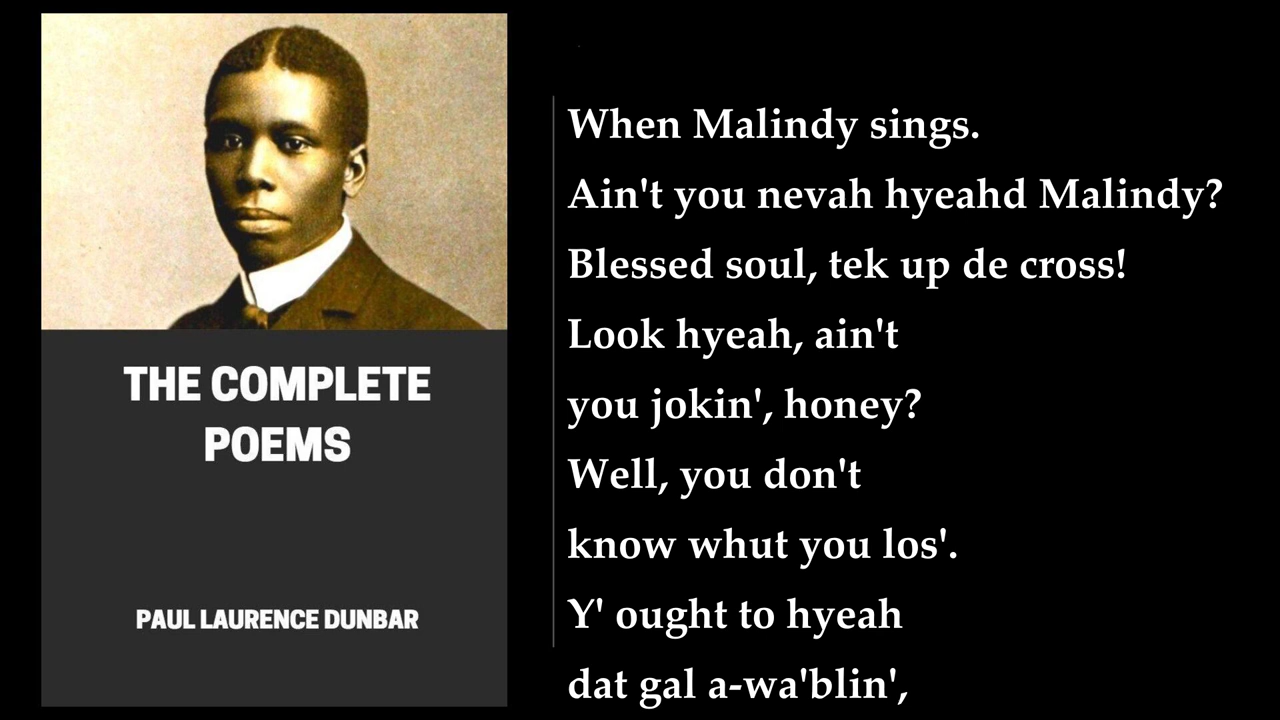 THE COMPLETE
POEMS
PAUL LAURENCE DUNBAR
When Malindy sings.
Ain't you nevah hyeahd Malindy?
Blessed soul, tek up de cross!
Look hyeah, ain't
you jokin', honey?
Well, you don't
know whut you los'.
Y' ought to hyeah
dat gal a-wa'blin',